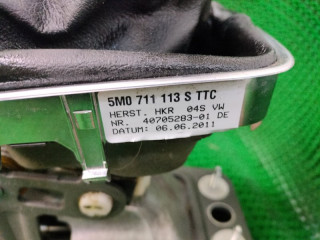 5M0 711 113 S TTC
HERST. HKR 04S VW
NR. 40705283-01 DE
DATUM: 06.06.2011